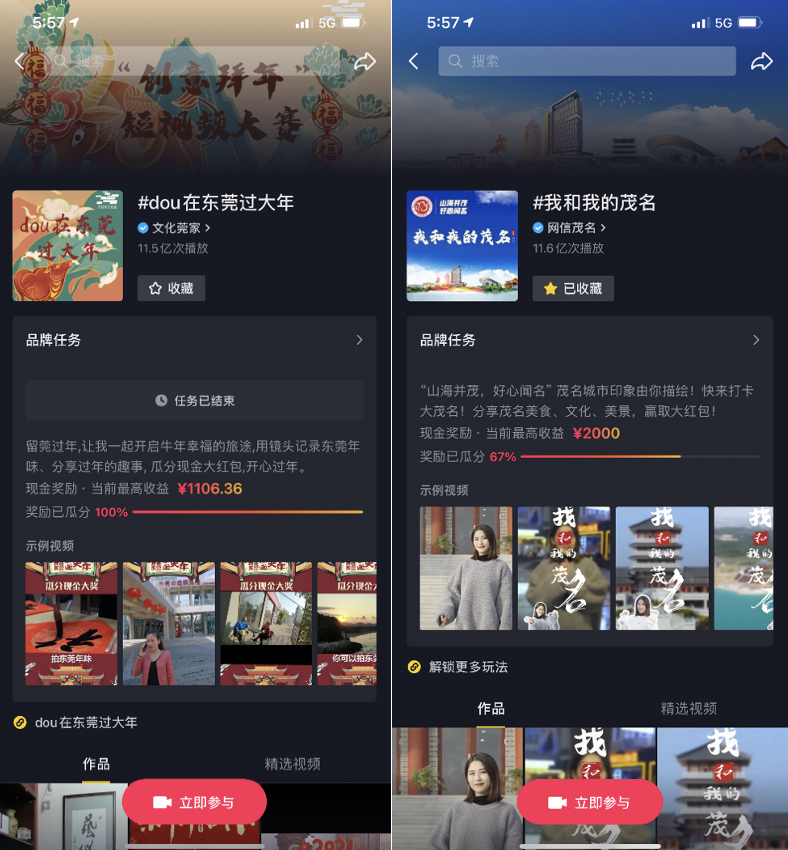 5:57
5G
搜索
“创意拜年”
短视频大赛
福
福
福
福
dou在东莞
过大年
#dou在东莞过大年
文化莞家
11.5亿次播放
收藏
品牌任务
任务已结束
留莞过年,让我一起开启牛年幸福的旅途,用镜头记录东莞年
味、分享过年的趣事, 瓜分现金大红包,开心过年。
现金奖励 · 当前最高收益 ¥1106.36
奖励已瓜分 100%
示例视频
瓜分现金大奖
拍东莞年味
瓜分现金大奖
瓜分现
你可以拍东
dou在东莞过大年
作品
精选视频
立即参与
5:57
5G
搜索
山海并茂
好心闻名
我和我的茂名
#我和我的茂名
网信茂名
11.6亿次播放
已收藏
品牌任务
“山海并茂，好心闻名” 茂名城市印象由你描绘！快来打卡
大茂名！分享茂名美食、文化、美景，赢取大红包！
现金奖励 · 当前最高收益 ¥2000
奖励已瓜分 67%
示例视频
我和我的茂名
我和我的茂名
我和我的茂名
解锁更多玩法
作品
精选视频
我和
我和我的茂
立即参与